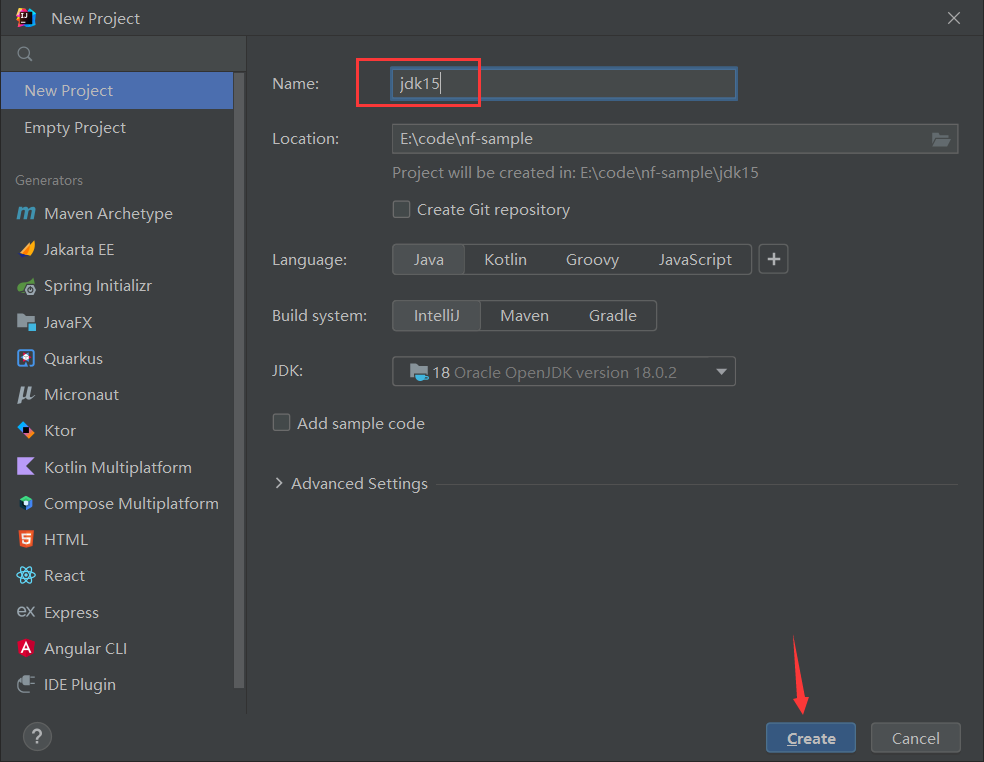 New Project
New Project
Empty Project
Generators
Maven Archetype
Jakarta EE
Spring Initializr
JavaFX
Quarkus
Micronaut
Ktor
Kotlin Multiplatform
Compose Multiplatform
HTML
React
Express
Angular CLI
IDE Plugin
Name: jdk15
Location: E:\code\nf-sample
Project will be created in: E:\code\nf-sample\jdk15
Create Git repository
Language: Java Kotlin Groovy JavaScript +
Build system: IntelliJ Maven Gradle
JDK: 18 Oracle OpenJDK version 18.0.2
Add sample code
Advanced Settings
? Create Cancel